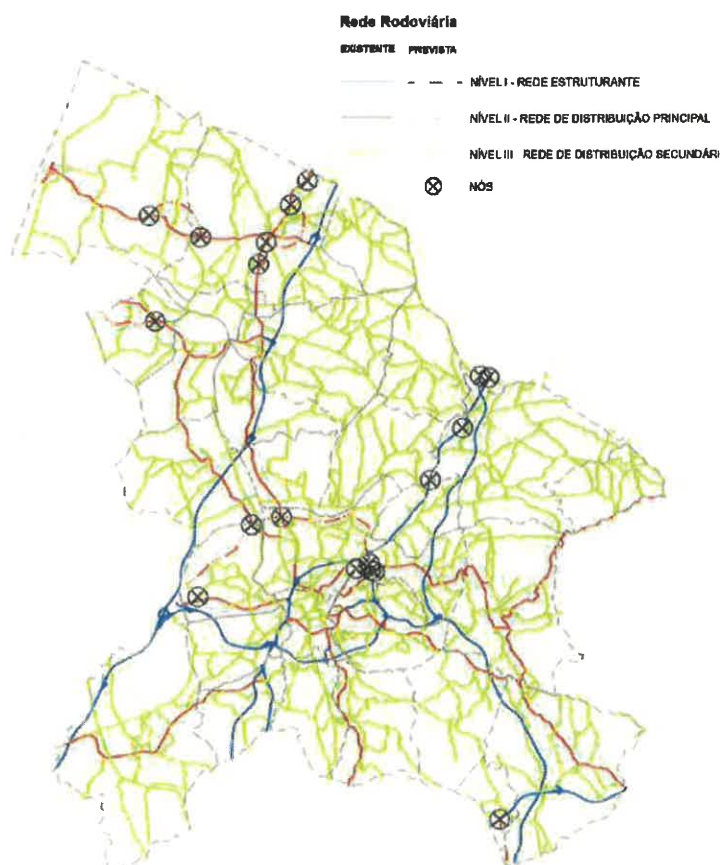 Rede Rodoviária
EXISTENTE PREVISTA
NÍVEL I - REDE ESTRUTURANTE
NÍVEL II - REDE DE DISTRIBUIÇÃO PRINCIPAL
NÍVEL III REDE DE DISTRIBUIÇÃO SECUNDÁRI
NÓS